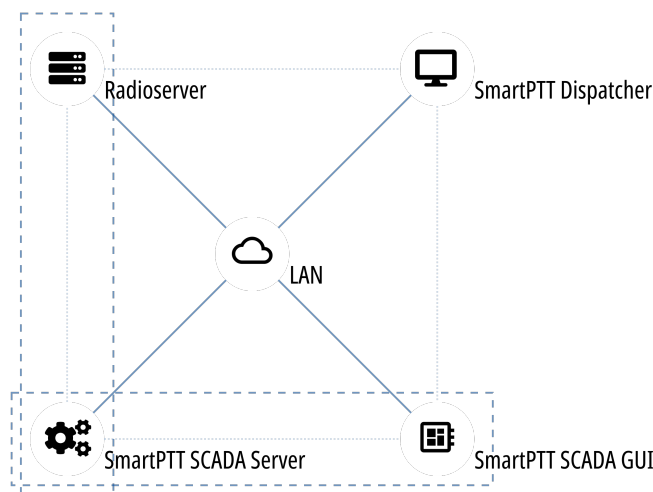 Radioserver
SmartPTT Dispatcher
LAN
SmartPTT SCADA Server
SmartPTT SCADA GUI